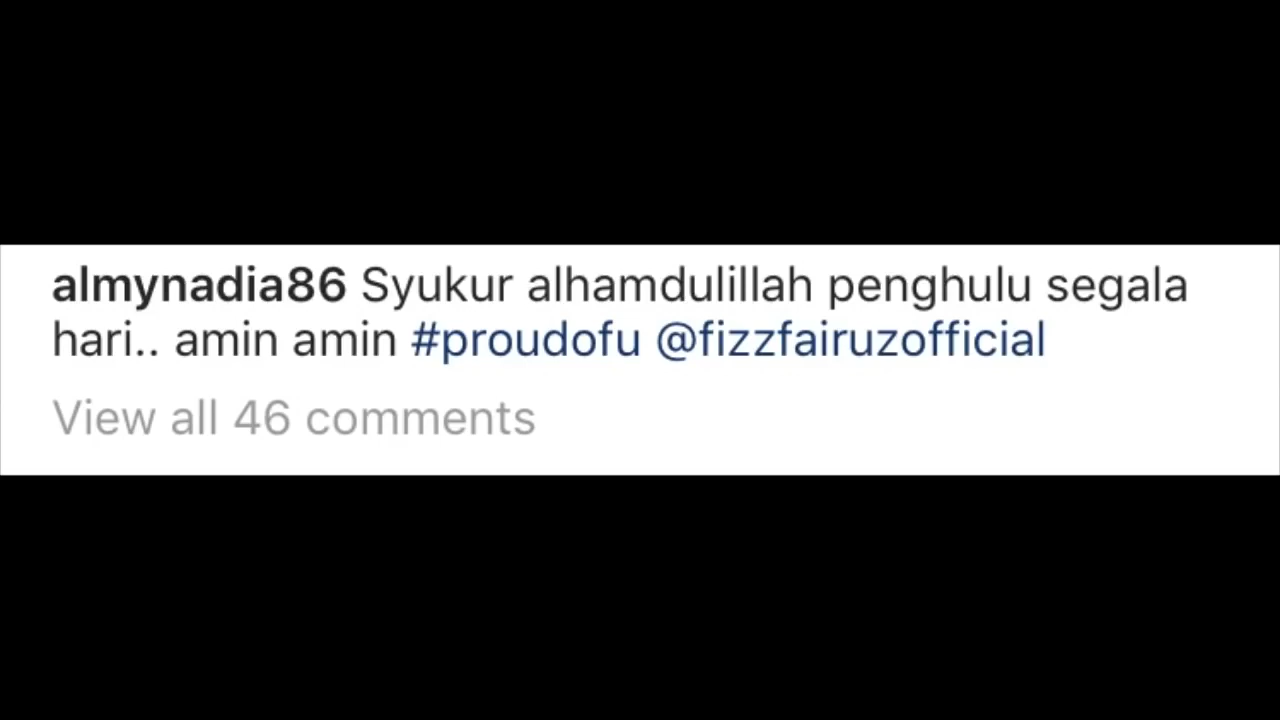 almynadia86 Syukur alhamdulillah penghulu segala
hari.. amin amin #proudofu @fizzfairuzofficial
View all 46 comments